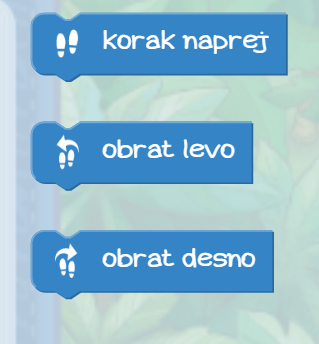 korak naprej
obrat levo
obrat desno